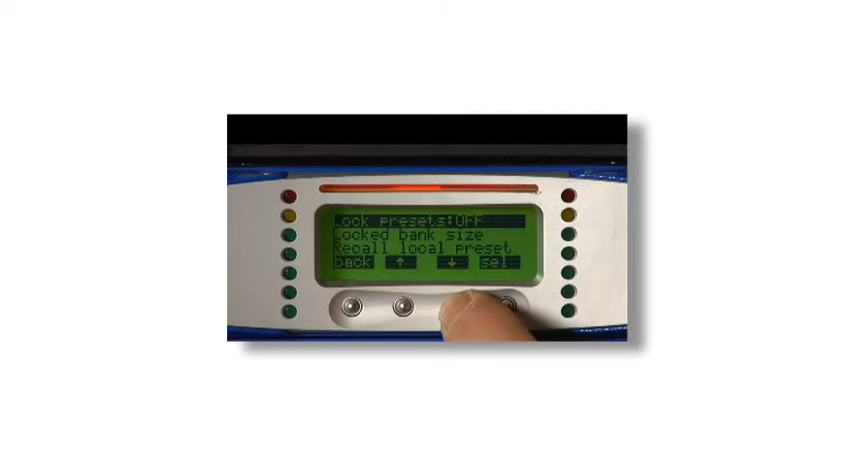 Lock presets:OFF
Locked bank size
Recall local preset
back ↑ ↓ sel